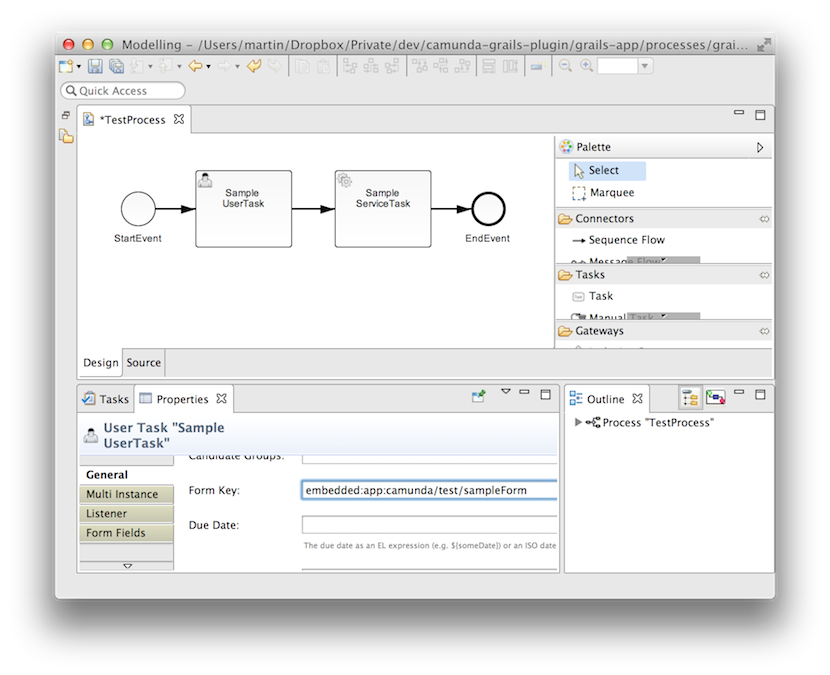 Modelling – /Users/martin/Dropbox/Private/dev/camunda-grails-plugin/grails-app/processes/grai...
Quick Access
*TestProcess
Palette
Select
Marquee
Connectors
Sequence Flow
Message Flow
Tasks
Task
Manual Task
Gateways
Sample
UserTask
Sample
ServiceTask
StartEvent
EndEvent
Design
Source
Tasks
Properties
User Task "Sample
UserTask"
General
Multi Instance
Listener
Form Fields
Candidate Groups:
Form Key:
embedded:app:camunda/test/sampleForm
Due Date:
The due date as an EL expression (e.g. ${someDate}) or an ISO date
Outline
Process "TestProcess"